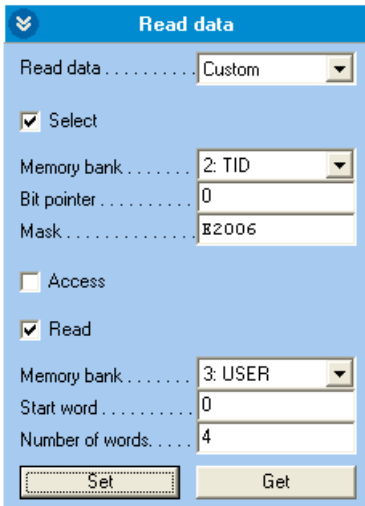 Read data
Read data . . . . . . . . . . Custom
Select
Memory bank . . . . . . . 2: TID
Bit pointer . . . . . . . . . . 0
Mask . . . . . . . . . . . . . . E2006
Access
Read
Memory bank . . . . . . . 3: USER
Start word . . . . . . . . . . 0
Number of words. . . . . 4
Set Get